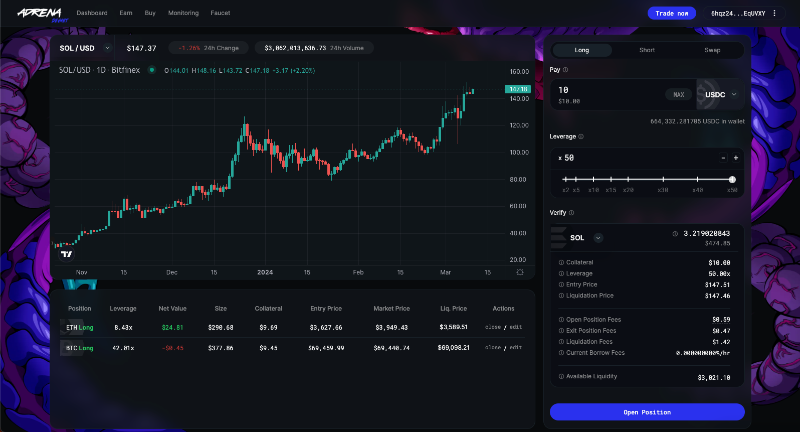 ADRENA
Dashboard Earn Buy Monitoring Faucet
Trade now
6hqz24...EqUVXY
SOL / USD
$147.37
-1.26% 24h Change
$3,062,013,636.73 24h Volume
SOL/USD · 1D · Bitfinex
O144.01 H148.16 L143.72 C147.18 +3.17 (+2.20%)
160.00
147.18
140.00
120.00
100.00
80.00
60.00
40.00
20.00
Nov 15 Dec 15 2024 15 Feb 15 Mar 15
Position Leverage Net Value Size Collateral Entry Price Market Price Liq. Price Actions
ETH Long 8.43x $24.81 $290.68 $9.69 $3,627.66 $3,949.43 $3,589.51 close / edit
BTC Long 42.01x -$0.45 $377.86 $9.45 $69,459.99 $69,440.74 $69,098.21 close / edit
Long Short Swap
Pay
10
$10.00
MAX
USDC
664,332.281705 USDC in wallet
Leverage
x 50
- +
x2 x5 x10 x15 x20 x30 x40 x50
Verify
SOL
3.219020843
$474.85
Collateral $10.00
Leverage 50.00x
Entry Price $147.51
Liquidation Price $147.46
Open Position Fees $0.59
Exit Position Fees $0.47
Liquidation Fees $1.42
Current Borrow Fees 0.00000000%/hr
Available Liquidity $3,021.10
Open Position